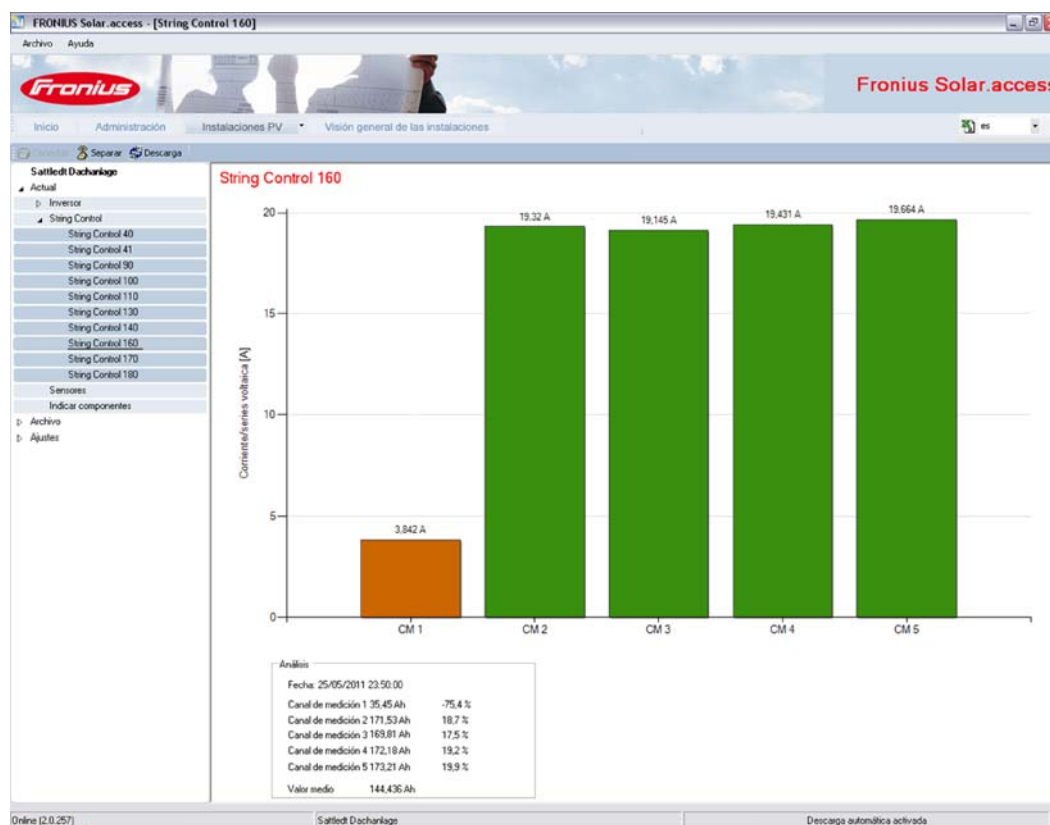 FRONIUS Solar.access - [String Control 160]
Archivo Ayuda
Fronius
Fronius Solar.access
Inicio Administración Instalaciones PV Visión general de las instalaciones es
Separar Descarga
Sattledt Dachanlage
Actual
Inversor
String Control
String Control 40
String Control 41
String Control 90
String Control 100
String Control 110
String Control 130
String Control 140
String Control 160
String Control 170
String Control 180
Sensores
Indicar componentes
Archivo
Ajustes
String Control 160
Corriente/series voltaica [A]
20
15
10
5
0
3,842 A
19,32 A
19,145 A
19,431 A
19,664 A
CM 1 CM 2 CM 3 CM 4 CM 5
Análisis
Fecha: 25/05/2011 23:50:00
Canal de medición 1 35,45 Ah -75,4 %
Canal de medición 2 171,53 Ah 18,7 %
Canal de medición 3 169,81 Ah 17,5 %
Canal de medición 4 172,18 Ah 19,2 %
Canal de medición 5 173,21 Ah 19,9 %
Valor medio 144,436 Ah
Online (2.0.257) Sattledt Dachanlage Descarga automática activada